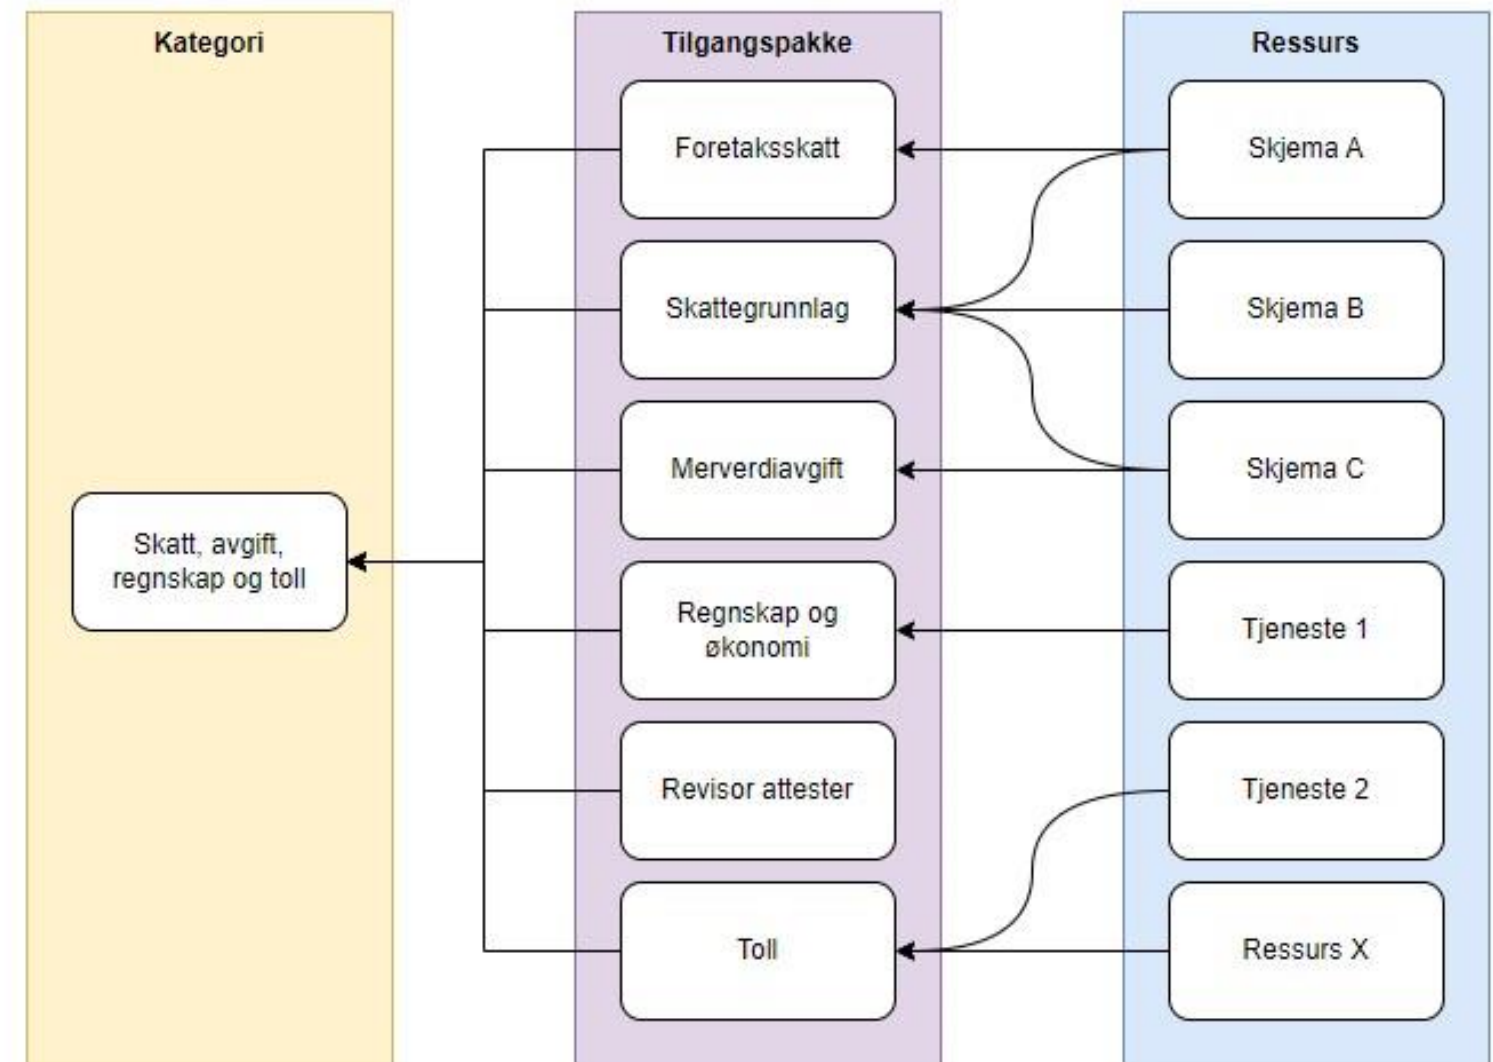 Kategori
Skatt, avgift,
regnskap og toll
Tilgangspakke
Foretaksskatt
Skattegrunnlag
Merverdiavgift
Regnskap og
økonomi
Revisor attester
Toll
Ressurs
Skjema A
Skjema B
Skjema C
Tjeneste 1
Tjeneste 2
Ressurs X